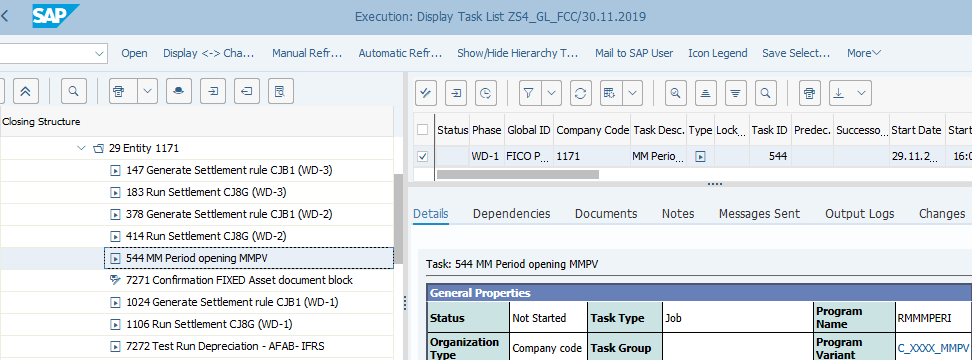 SAP
Execution: Display Task List ZS4_GL_FCC/30.11.2019
Open Display <-> Cha... Manual Refr... Automatic Refr... Show/Hide Hierarchy T... Mail to SAP User Icon Legend Save Selec... More
Closing Structure
29 Entity 1171
147 Generate Settlement rule CJB1 (WD-3)
183 Run Settlement CJ8G (WD-3)
378 Generate Settlement rule CJB1 (WD-2)
414 Run Settlement CJ8G (WD-2)
544 MM Period opening MMPV
7271 Confirmation FIXED Asset document block
1024 Generate Settlement rule CJB1 (WD-1)
1106 Run Settlement CJ8G (WD-1)
7272 Test Run Depreciation - AFAB- IFRS
Status Phase Global ID Company Code Task Desc. Type Lock... Task ID Predec. Successo... Start Date Start
WD-1 FICO P... 1171 MM Perio... 544 29.11.2... 16:0
Details Dependencies Documents Notes Messages Sent Output Logs Changes
Task: 544 MM Period opening MMPV
General Properties
Status Not Started Task Type Job Program Name RMMMPERI
Organization Type Company code Task Group Program Variant C_XXXX_MMPV